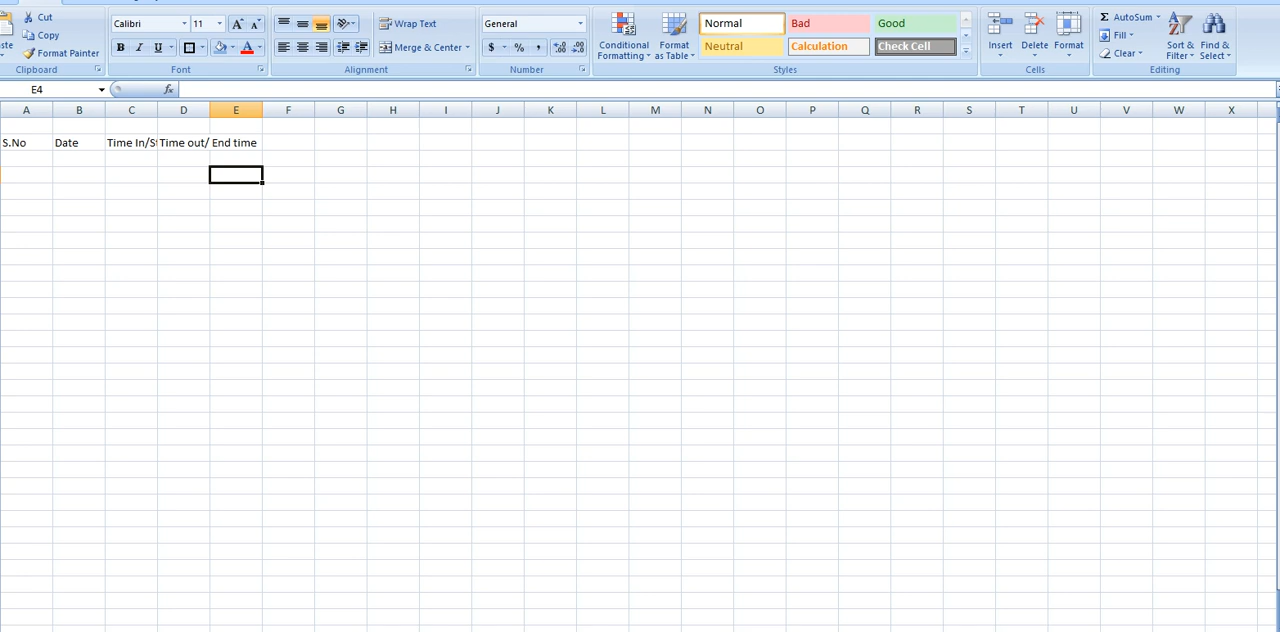 Cut
Calibri 11 A A
Wrap Text
General
Normal Bad Good
Σ AutoSum
Copy
Fill
Format Painter
B I U A
Merge & Center
$ % ,
Conditional Formatting
Format as Table
Neutral Calculation Check Cell
Insert Delete Format
Clear
Sort & Filter
Find & Select
Clipboard Font Alignment Number Styles Cells Editing
E4 fx
A B C D E F G H I J K L M N O P Q R S T U V W X
S.No Date Time In/S Time out/ End time